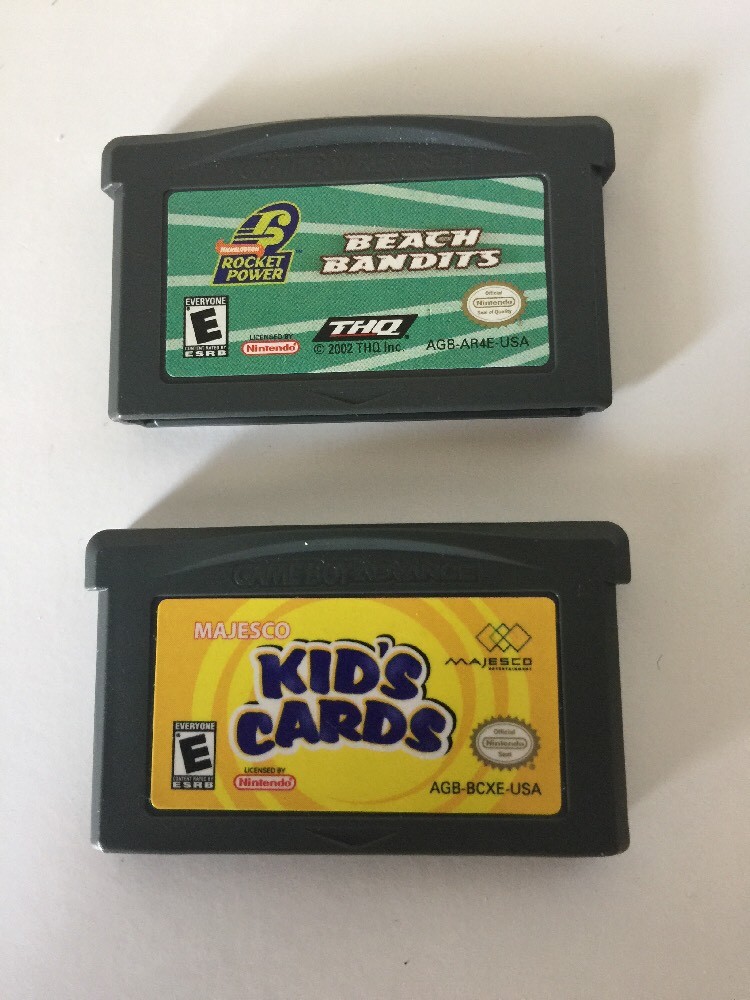 NICKELODEON
ROCKET
POWER
™
BEACH
BANDITS
EVERYONE
E
CONTENT RATED BY
ESRB
LICENSED BY
Nintendo
THQ
© 2002 THQ Inc.
Official
Nintendo
Seal of Quality
AGB-AR4E-USA
GAME BOY ADVANCE
MAJESCO
KID'S
CARDS
MAJESCO
ENTERTAINMENT
EVERYONE
E
CONTENT RATED BY
ESRB
LICENSED BY
Nintendo
Official
Nintendo
Seal
AGB-BCXE-USA